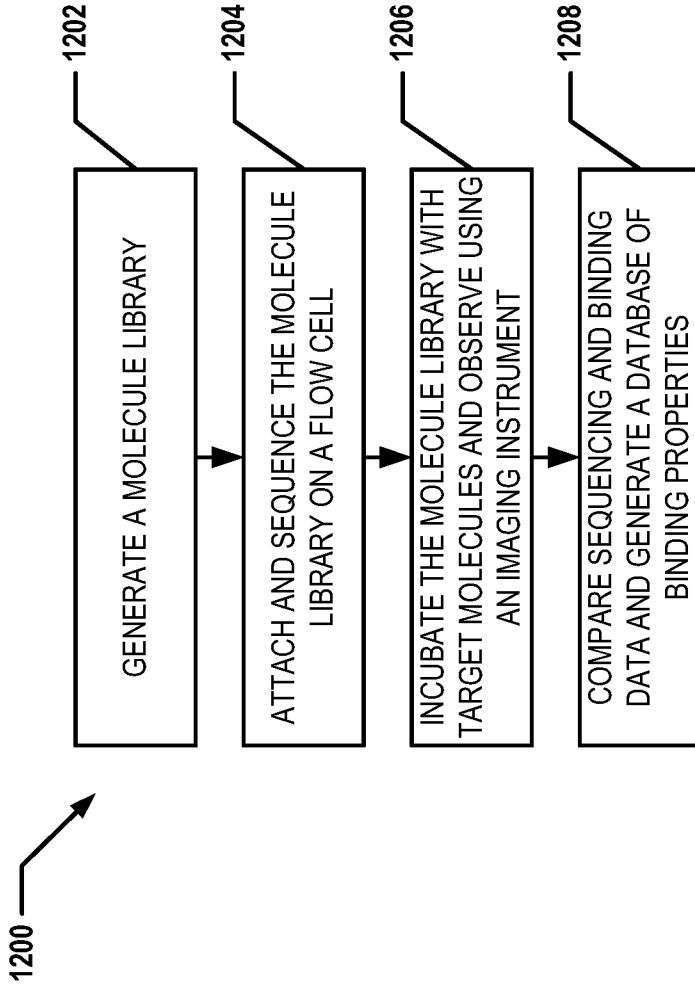 1200
1202
GENERATE A MOLECULE LIBRARY
1204
ATTACH AND SEQUENCE THE MOLECULE
LIBRARY ON A FLOW CELL
1206
INCUBATE THE MOLECULE LIBRARY WITH
TARGET MOLECULES AND OBSERVE USING
AN IMAGING INSTRUMENT
1208
COMPARE SEQUENCING AND BINDING
DATA AND GENERATE A DATABASE OF
BINDING PROPERTIES